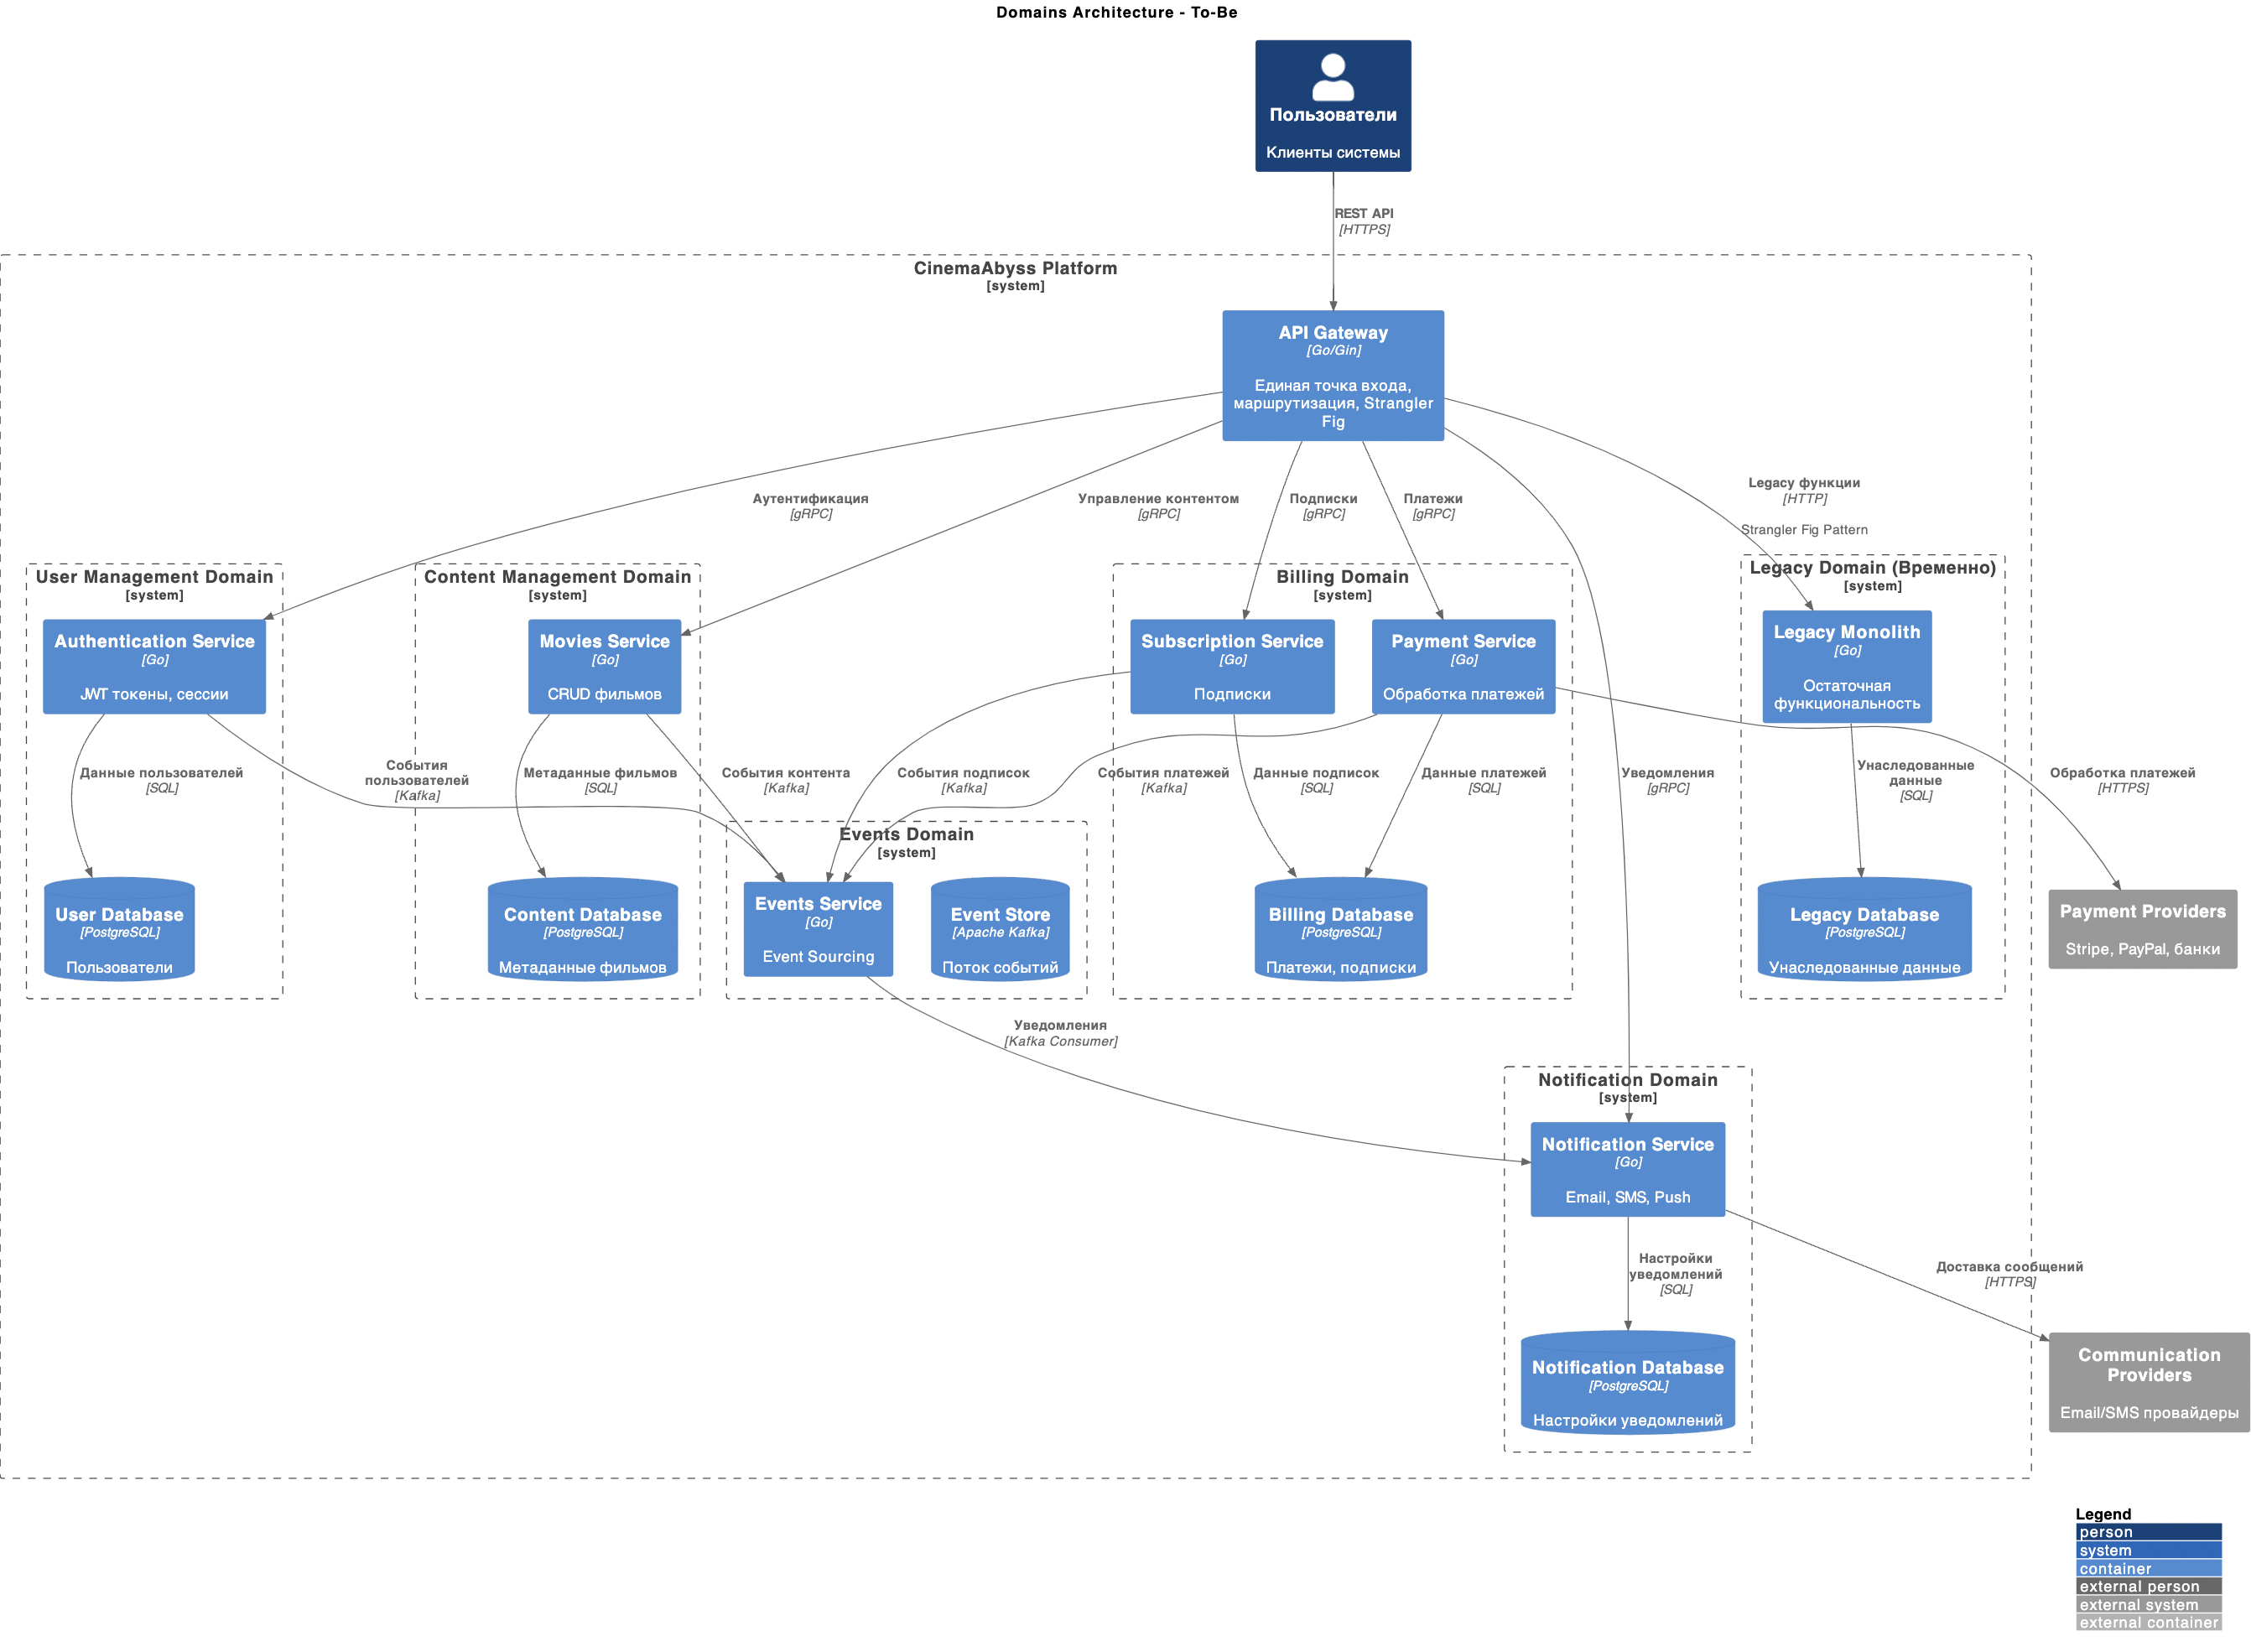 Domains Architecture - To-Be
Пользователи
Клиенты системы
REST API
[HTTPS]
CinemaAbyss Platform
[system]
API Gateway
[Go/Gin]
Единая точка входа,
маршрутизация, Strangler
Fig
Аутентификация
[gRPC]
Управление контентом
[gRPC]
Подписки
[gRPC]
Платежи
[gRPC]
Legacy функции
[HTTP]
Strangler Fig Pattern
User Management Domain
[system]
Authentication Service
[Go]
JWT токены, сессии
Content Management Domain
[system]
Movies Service
[Go]
CRUD фильмов
Billing Domain
[system]
Subscription Service
[Go]
Подписки
Payment Service
[Go]
Обработка платежей
Legacy Domain (Временно)
[system]
Legacy Monolith
[Go]
Остаточная
функциональность
Данные пользователей
[SQL]
События
пользователей
[Kafka]
Метаданные фильмов
[SQL]
События контента
[Kafka]
События подписок
[Kafka]
События платежей
[Kafka]
Данные подписок
[SQL]
Данные платежей
[SQL]
Уведомления
[gRPC]
Унаследованные
данные
[SQL]
Обработка платежей
[HTTPS]
User Database
[PostgreSQL]
Пользователи
Content Database
[PostgreSQL]
Метаданные фильмов
Events Domain
[system]
Events Service
[Go]
Event Sourcing
Event Store
[Apache Kafka]
Поток событий
Billing Database
[PostgreSQL]
Платежи, подписки
Legacy Database
[PostgreSQL]
Унаследованные данные
Payment Providers
Stripe, PayPal, банки
Уведомления
[Kafka Consumer]
Notification Domain
[system]
Notification Service
[Go]
Email, SMS, Push
Настройки
уведомлений
[SQL]
Доставка сообщений
[HTTPS]
Notification Database
[PostgreSQL]
Настройки уведомлений
Communication
Providers
Email/SMS провайдеры
Legend
person
system
container
external person
external system
external container